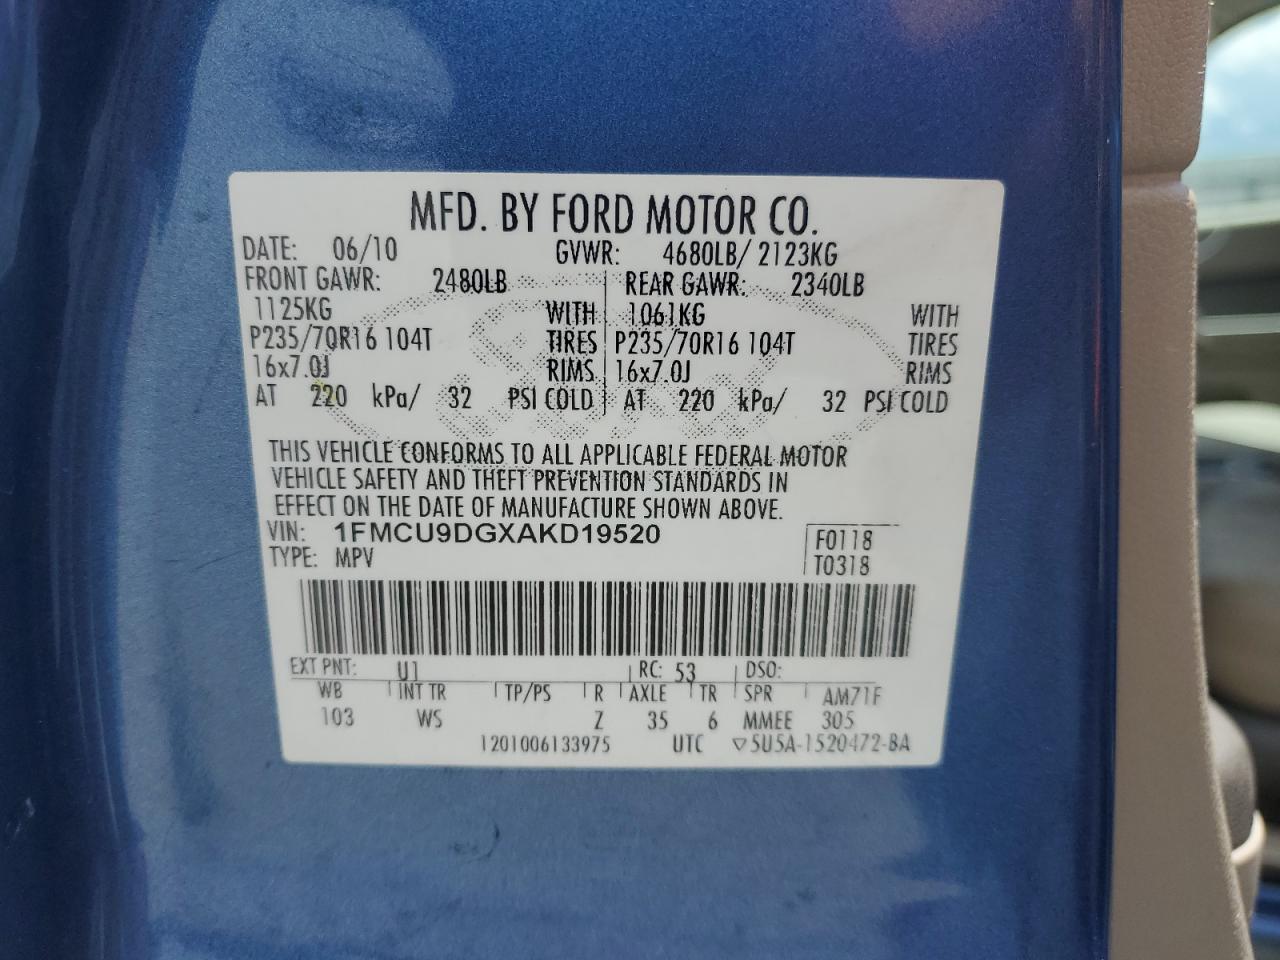 MFD. BY FORD MOTOR CO.
DATE: 06/10 GVWR: 4680LB/ 2123KG
FRONT GAWR: 2480LB REAR GAWR: 2340LB
1125KG WITH 1061KG WITH
P235/70R16 104T TIRES P235/70R16 104T TIRES
16x7.0J RIMS 16x7.0J RIMS
AT 220 kPa/ 32 PSI COLD AT 220 kPa/ 32 PSI COLD
THIS VEHICLE CONFORMS TO ALL APPLICABLE FEDERAL MOTOR
VEHICLE SAFETY AND THEFT PREVENTION STANDARDS IN
EFFECT ON THE DATE OF MANUFACTURE SHOWN ABOVE.
VIN: 1FMCU9DGXAKD19520 F0118
TYPE: MPV T0318
EXT PNT: U1 RC: 53 DSO:
WB INT TR TP/PS R AXLE TR SPR AM71F
103 WS Z 35 6 MMEE 305
1201006133975 UTC ▽5U5A-1520472-BA